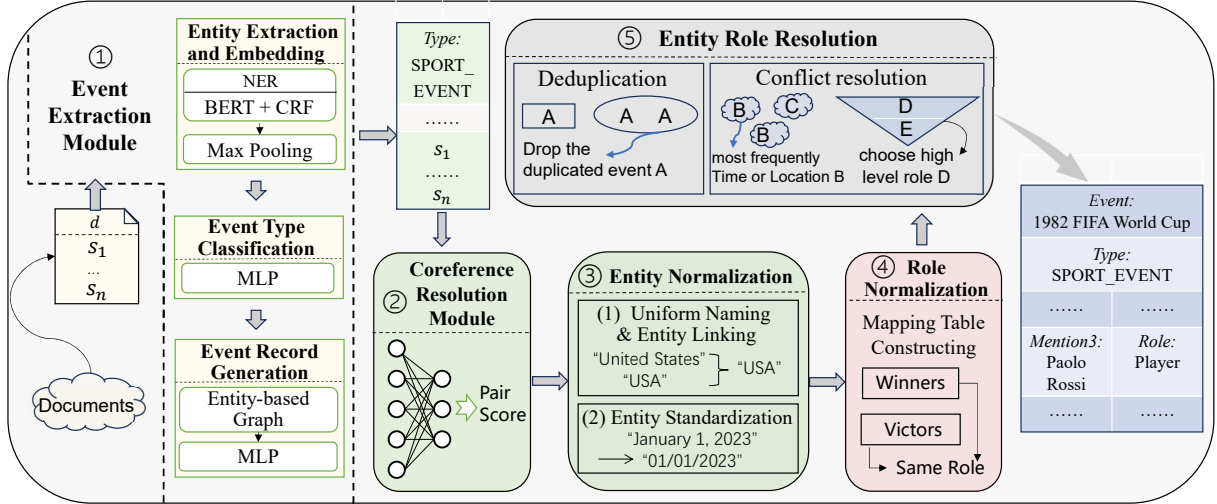 ①
Event
Extraction
Module
d
s₁
...
sₙ
Documents
Entity Extraction
and Embedding
NER
BERT + CRF
Max Pooling
Event Type
Classification
MLP
Event Record
Generation
Entity-based
Graph
MLP
Type:
SPORT_
EVENT
......
s₁
......
sₙ
② Coreference
Resolution
Module
Pair
Score
③ Entity Normalization
(1) Uniform Naming
& Entity Linking
“United States”
“USA”
“USA”
(2) Entity Standardization
“January 1, 2023”
“01/01/2023”
④ Role
Normalization
Mapping Table
Constructing
Winners
Victors
Same Role
⑤ Entity Role Resolution
Deduplication
A
A A
Drop the
duplicated event A
Conflict resolution
B
C
B
most frequently
Time or Location B
D
E
choose high
level role D
Event:
1982 FIFA World Cup
Type:
SPORT_EVENT
...... ......
Mention3: Role:
Paolo Player
Rossi
...... ......